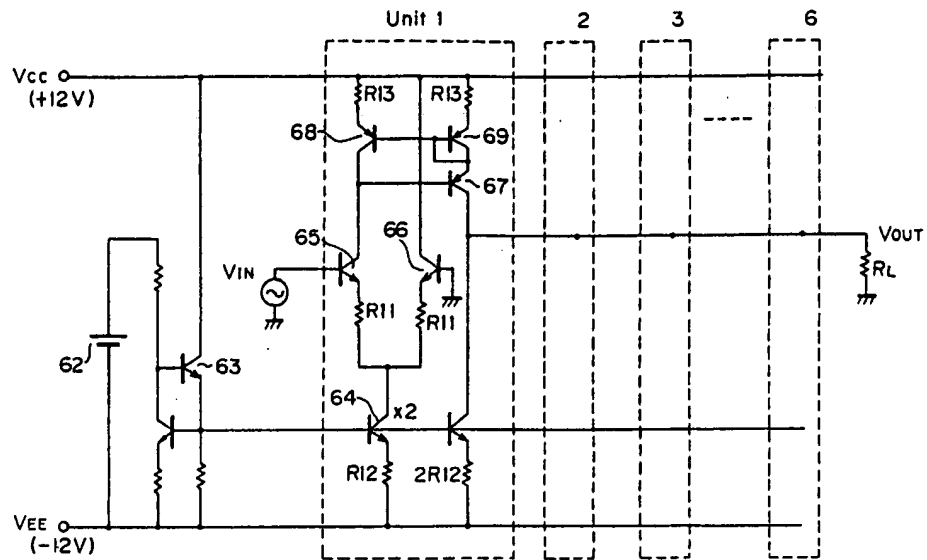 Unit 1
2
3
6
VCC
(+12V)
R13
R13
68
69
67
65
66
VIN
VOUT
RL
R11
R11
62
63
64
x2
R12
2R12
VEE
(-12V)